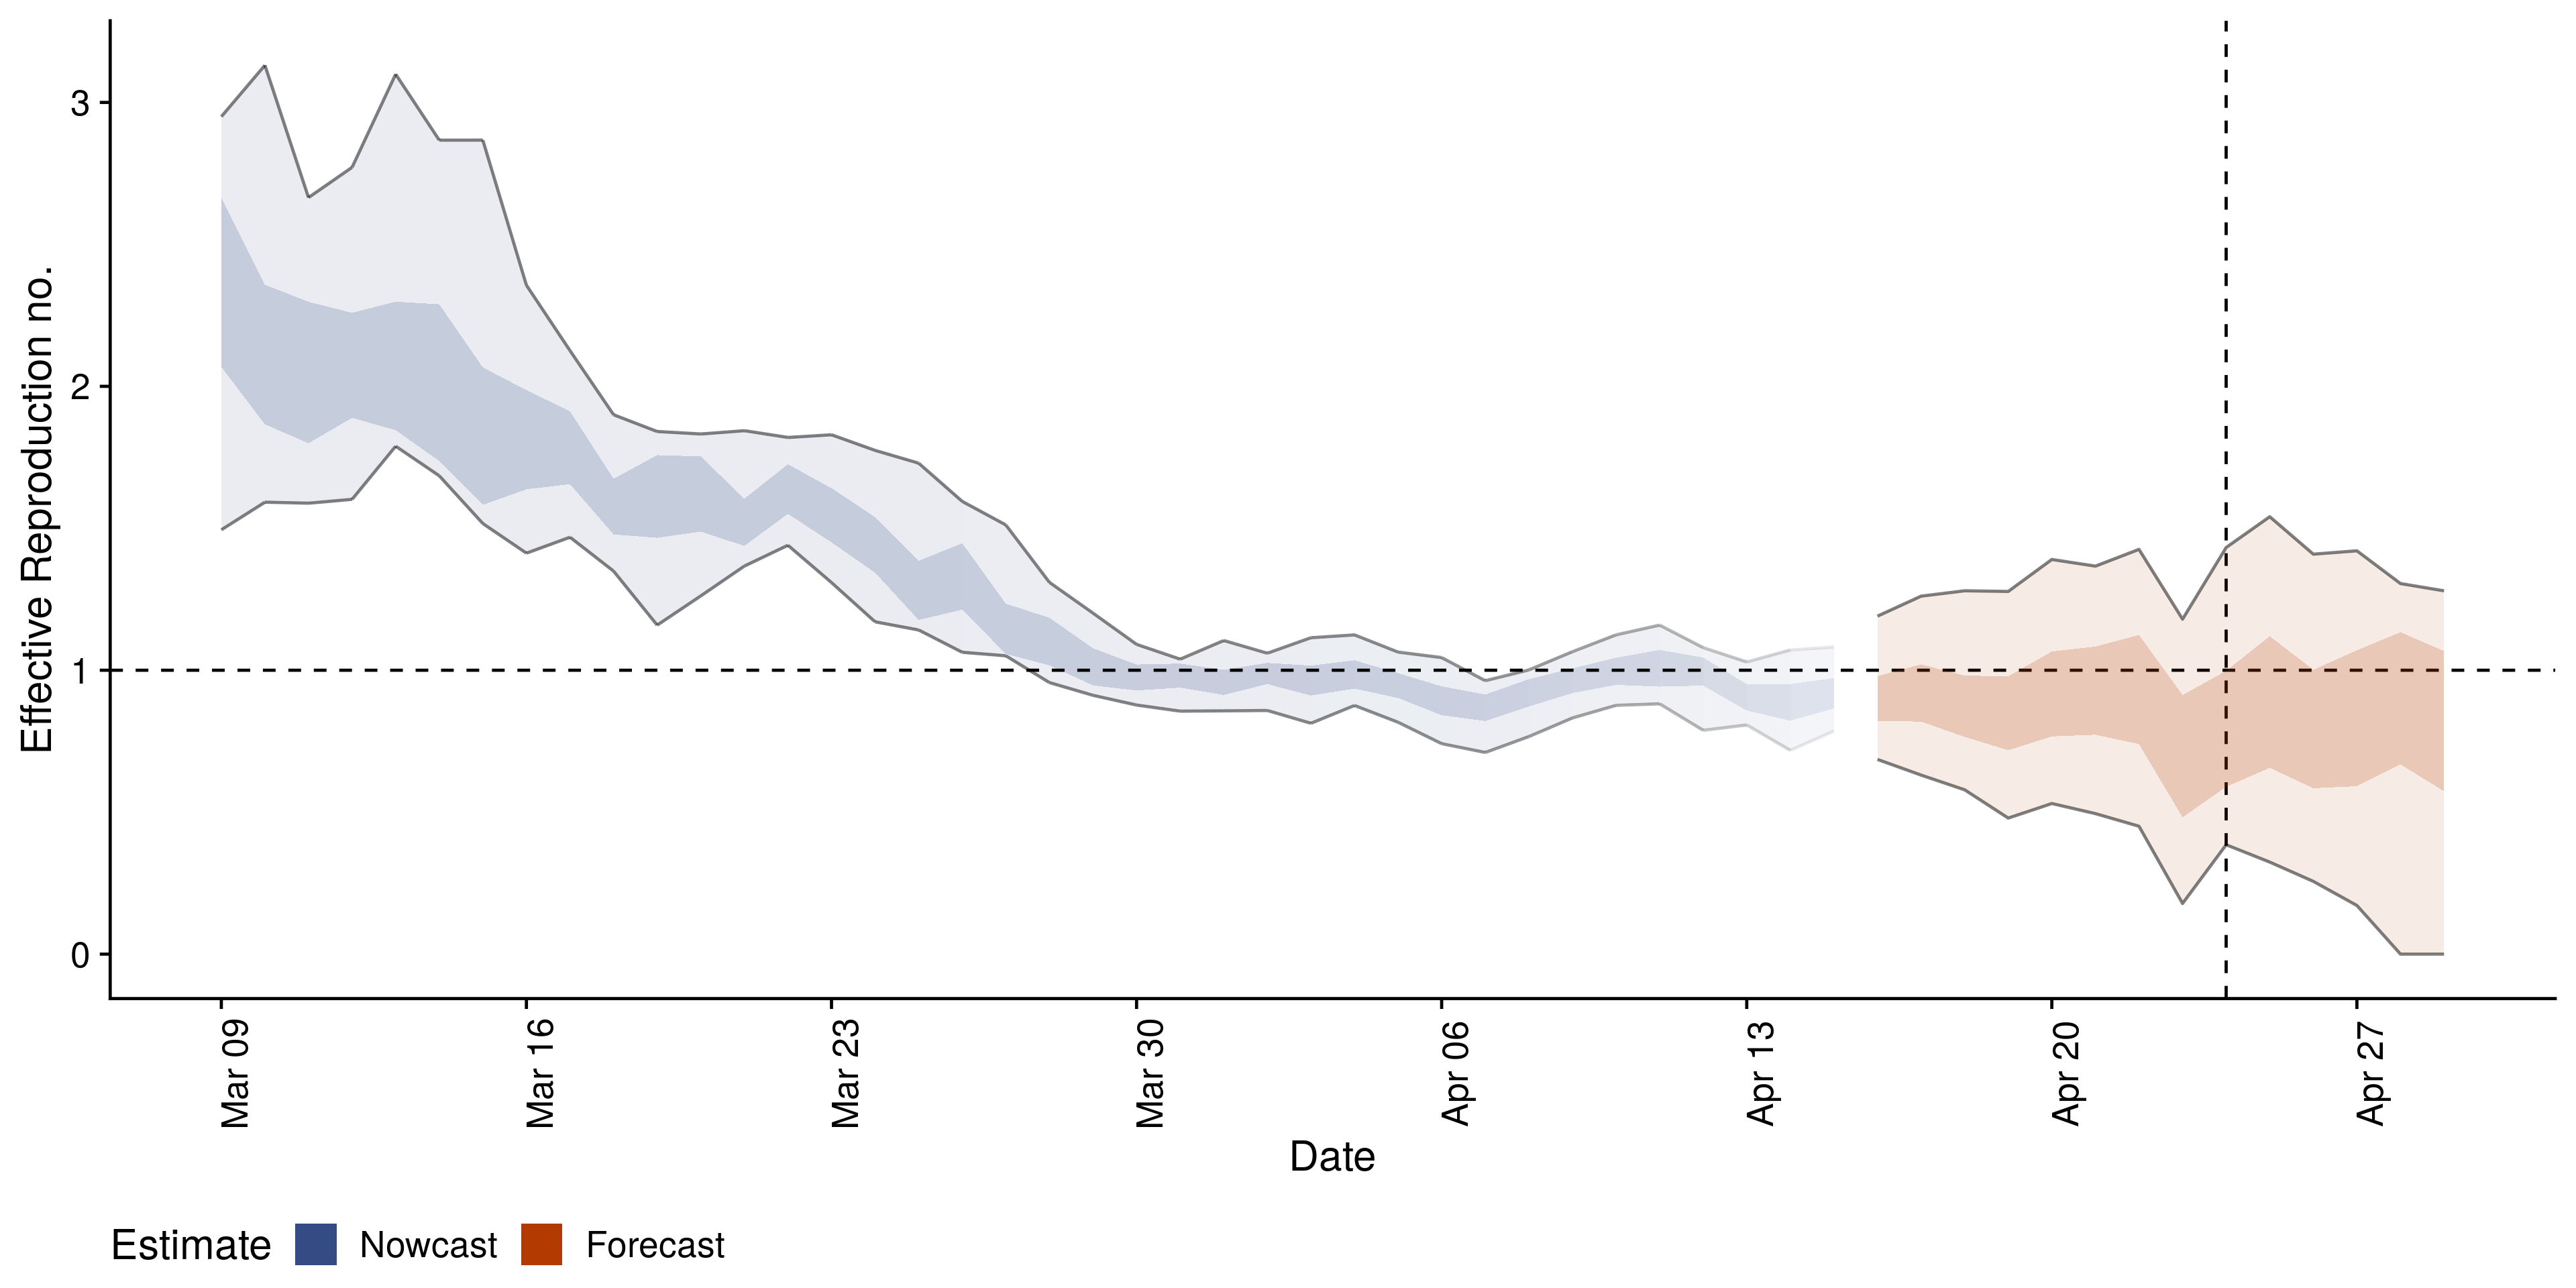 Effective Reproduction no.
3
2
1
0
Mar 09
Mar 16
Mar 23
Mar 30
Apr 06
Apr 13
Apr 20
Apr 27
Date
Estimate Nowcast Forecast